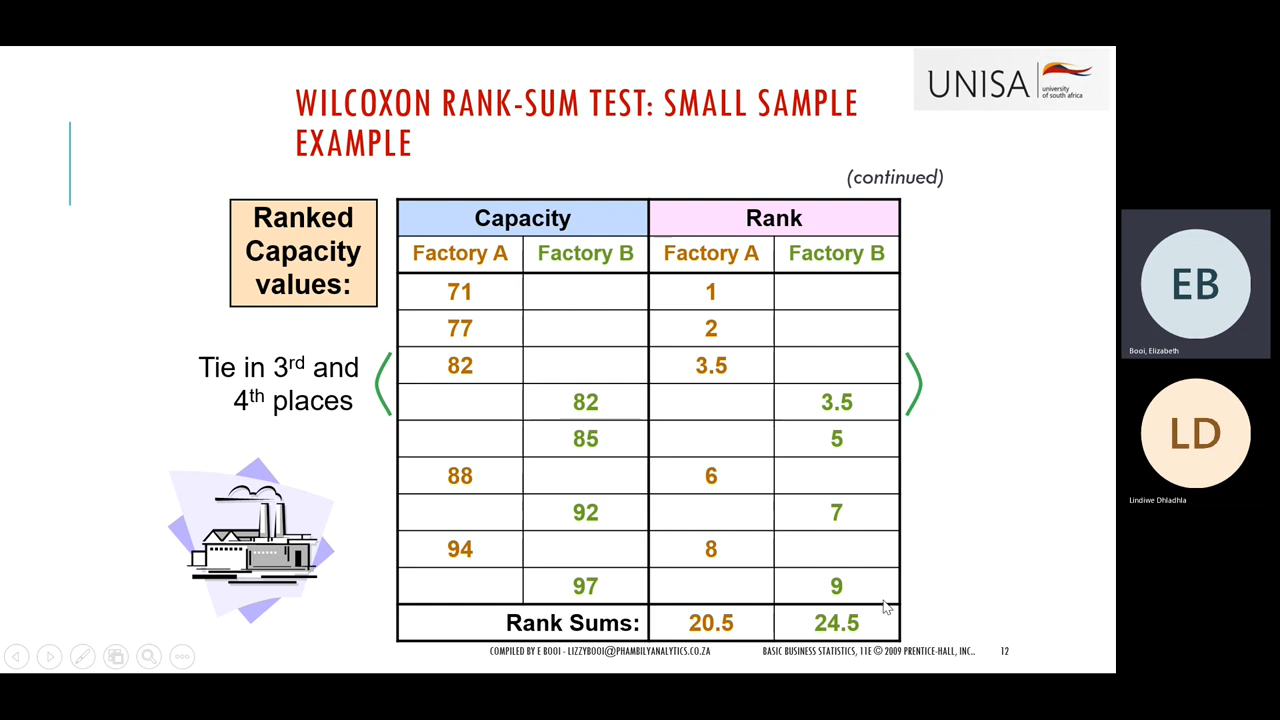 UNISA
university
of south africa
WILCOXON RANK-SUM TEST: SMALL SAMPLE
EXAMPLE
(continued)
Ranked
Capacity
values:
Capacity Rank
Factory A Factory B Factory A Factory B
71 1
77 2
Tie in 3rd and
4th places
82 3.5
82 3.5
85 5
88 6
92 7
94 8
97 9
Rank Sums: 20.5 24.5
COMPILED BY E BOOI - LIZZYBOOI@PHAMBILYANALYTICS.CO.ZA BASIC BUSINESS STATISTICS, 11E © 2009 PRENTICE-HALL, INC.. 12
EB
Booi, Elizabeth
LD
Lindiwe Dhladhla